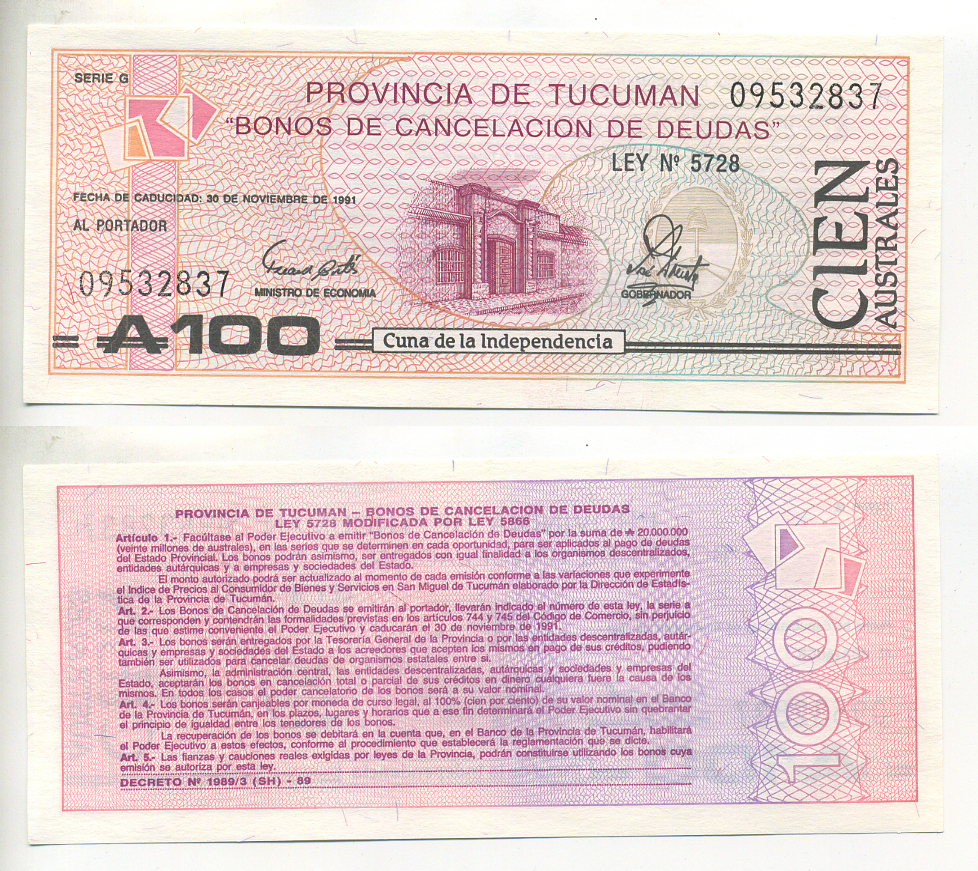 SERIE G
PROVINCIA DE TUCUMAN 09532837
"BONOS DE CANCELACION DE DEUDAS"
LEY Nº 5728
FECHA DE CADUCIDAD: 30 DE NOVIEMBRE DE 1991
AL PORTADOR
09532837
MINISTRO DE ECONOMIA
GOBERNADOR
CIEN
AUSTRALES
A100
Cuna de la Independencia
PROVINCIA DE TUCUMAN – BONOS DE CANCELACION DE DEUDAS
LEY 5728 MODIFICADA POR LEY 5866
Artículo 1.- Facúltase al Poder Ejecutivo a emitir "Bonos de Cancelación de Deudas" por la suma de ₳ 20.000.000
(veinte millones de australes), en las series que se determinen en cada oportunidad, para ser aplicados al pago de deudas
del Estado Provincial. Los bonos podrán asimismo, ser entregados con igual finalidad a los organismos descentralizados,
entidades autárquicas y a empresas y sociedades del Estado.
El monto autorizado podrá ser actualizado al momento de cada emisión conforme a las variaciones que experimente
el Indice de Precios al Consumidor de Bienes y Servicios en San Miguel de Tucumán elaborado por la Dirección de Estadís-
tica de la Provincia de Tucumán.
Art. 2.- Los Bonos de Cancelación de Deudas se emitirán al portador, llevarán indicado el número de esta ley, la serie a
que corresponden y contendrán las formalidades previstas en los artículos 744 y 745 del Código de Comercio, sin perjuicio
de las que estime conveniente el Poder Ejecutivo y caducarán el 30 de noviembre de 1991.
Art. 3.- Los bonos serán entregados por la Tesorería General de la Provincia o por las entidades descentralizadas, autár-
quicas y empresas y sociedades del Estado a los acreedores que acepten los mismos en pago de sus créditos, pudiendo
también ser utilizados para cancelar deudas de organismos estatales entre sí.
Asimismo, la administración central, las entidades descentralizadas, autárquicas y sociedades y empresas del
Estado, aceptarán los bonos en cancelación total o parcial de sus créditos en dinero cualquiera fuere la causa de los
mismos. En todos los casos el poder cancelatorio de los bonos será a su valor nominal.
Art. 4.- Los bonos serán canjeables por moneda de curso legal, al 100% (cien por ciento) de su valor nominal en el Banco
de la Provincia de Tucumán, en los plazos, lugares y horarios que a ese fin determinará el Poder Ejecutivo sin quebrantar
el principio de igualdad entre los tenedores de los bonos.
La recuperación de los bonos se debitará en la cuenta que, en el Banco de la Provincia de Tucumán, habilitará
el Poder Ejecutivo a estos efectos, conforme al procedimiento que establecerá la reglamentación que se dicte.
Art. 5.- Las fianzas y cauciones reales exigidas por leyes de la Provincia, podrán constituirse utilizando los bonos cuya
emisión se autoriza por esta ley.
DECRETO Nº 1989/3 (SH) - 89
100